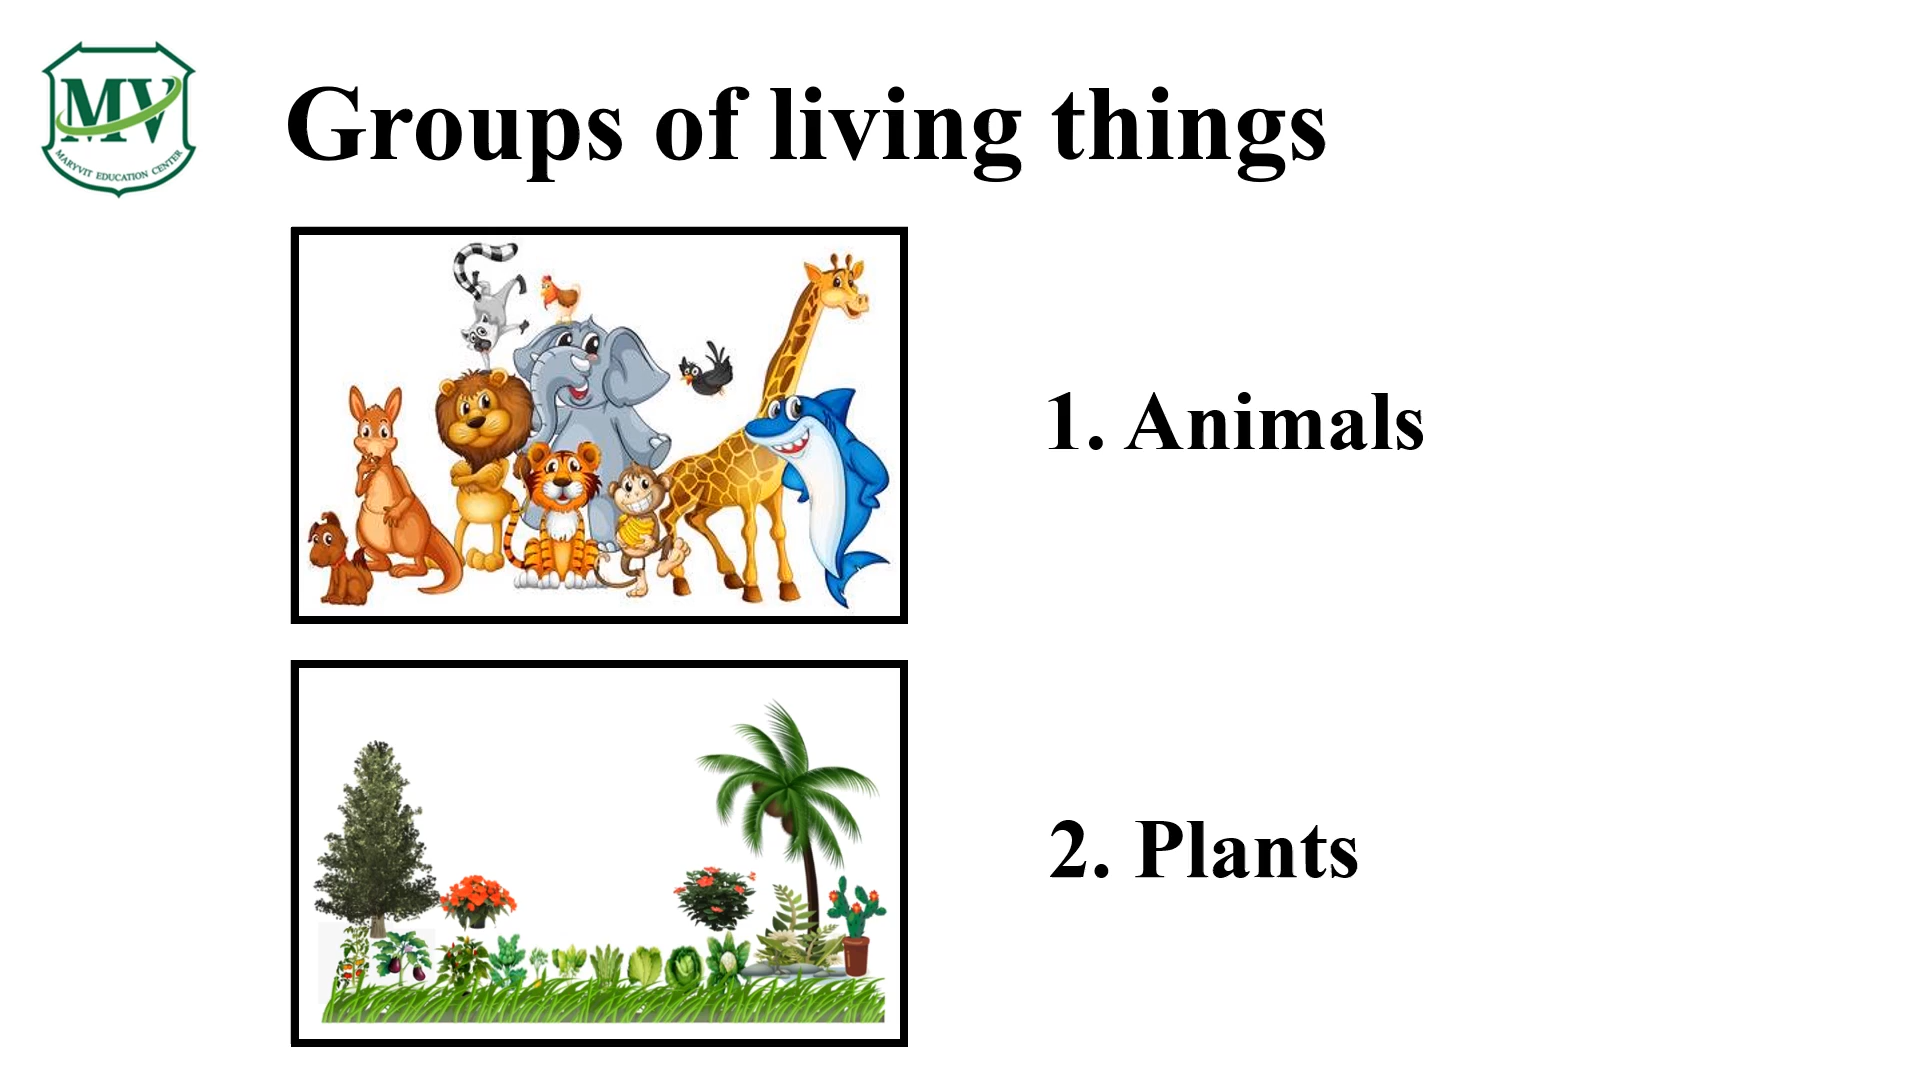 MV
MARYVIT EDUCATION CENTER
Groups of living things
1. Animals
2. Plants